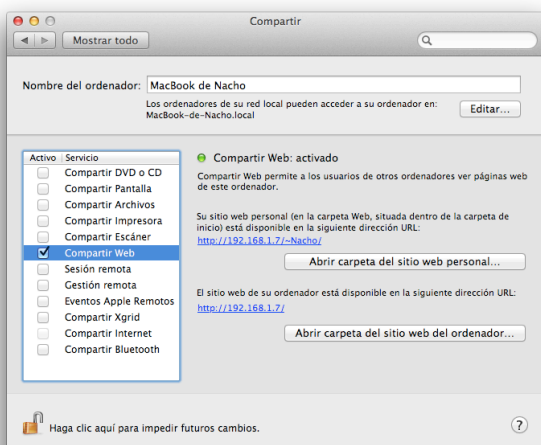 Compartir
Mostrar todo
Nombre del ordenador: MacBook de Nacho
Los ordenadores de su red local pueden acceder a su ordenador en:
MacBook-de-Nacho.local
Editar...
Activo Servicio
Compartir DVD o CD
Compartir Pantalla
Compartir Archivos
Compartir Impresora
Compartir Escáner
Compartir Web
Sesión remota
Gestión remota
Eventos Apple Remotos
Compartir Xgrid
Compartir Internet
Compartir Bluetooth
Compartir Web: activado
Compartir Web permite a los usuarios de otros ordenadores ver páginas web
de este ordenador.
Su sitio web personal (en la carpeta Web, situada dentro de la carpeta de
inicio) está disponible en la siguiente dirección URL:
http://192.168.1.7/~Nacho/
Abrir carpeta del sitio web personal...
El sitio web de su ordenador está disponible en la siguiente dirección URL:
http://192.168.1.7/
Abrir carpeta del sitio web del ordenador...
Haga clic aquí para impedir futuros cambios.
?